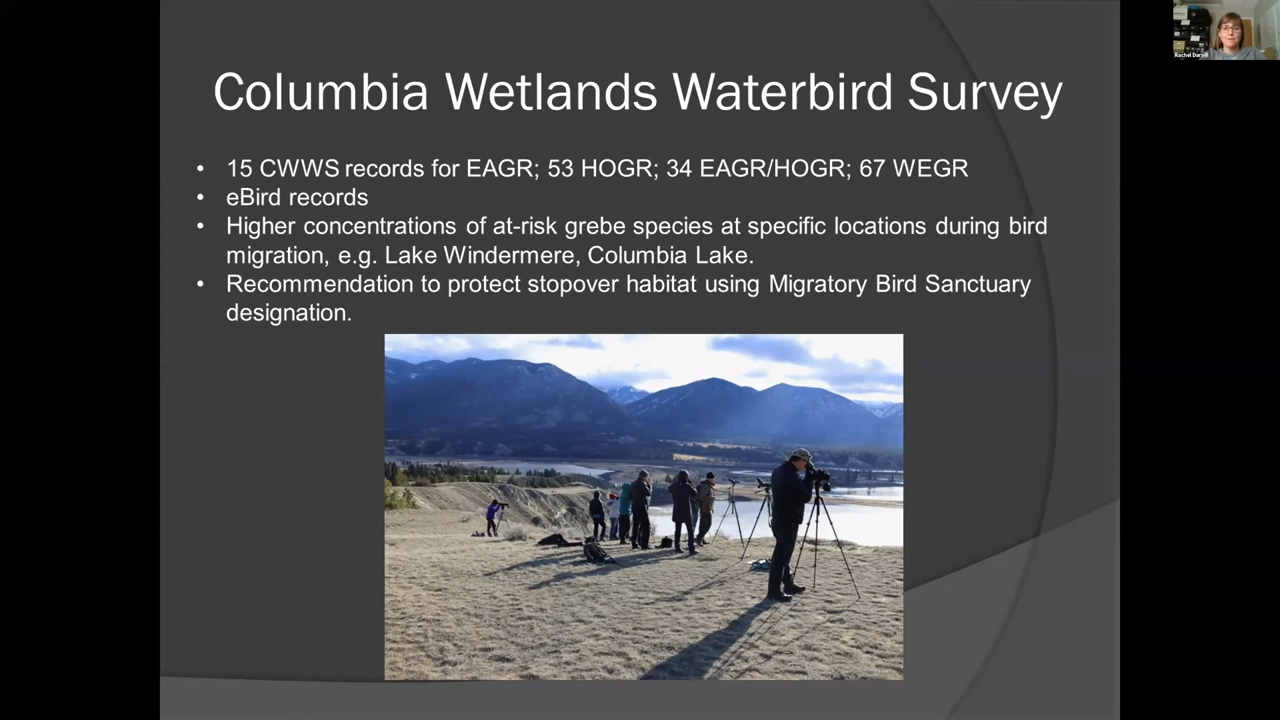 Columbia Wetlands Waterbird Survey
• 15 CWWS records for EAGR; 53 HOGR; 34 EAGR/HOGR; 67 WEGR
• eBird records
• Higher concentrations of at-risk grebe species at specific locations during bird
migration, e.g. Lake Windermere, Columbia Lake.
• Recommendation to protect stopover habitat using Migratory Bird Sanctuary
designation.
Rachel